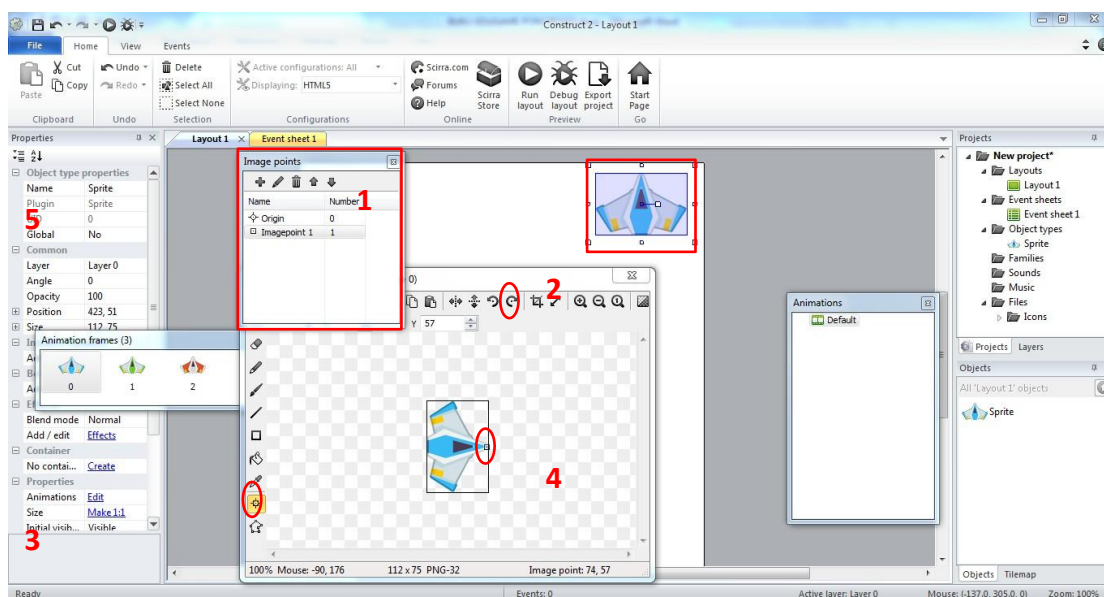 Construct 2 - Layout 1
File Home View Events
Paste
Cut
Copy
Clipboard
Undo
Redo
Undo
Delete
Select All
Select None
Selection
Active configurations: All
Displaying: HTML5
Configurations
Scirra.com
Forums
Help
Scirra Store
Online
Run layout
Debug layout
Export project
Preview
Start Page
Go
Properties
Layout 1
Event sheet 1
Object type properties
Name Sprite
Plugin Sprite
0
Global No
Common
Layer Layer 0
Angle 0
Opacity 100
Position 423, 51
Size 112, 75
Blend mode Normal
Add / edit Effects
Container
No contai... Create
Properties
Animations Edit
Size Make 1:1
Initial visib... Visible
5
3
Animation frames (3)
0 1 2
Image points
1
Name Number
Origin 0
Imagepoint 1 1
0)
2
Y 57
4
100% Mouse: -90, 176 112 x 75 PNG-32 Image point: 74, 57
Animations
Default
Projects
New project*
Layouts
Layout 1
Event sheets
Event sheet 1
Object types
Sprite
Families
Sounds
Music
Files
Icons
Projects Layers
Objects
All 'Layout 1' objects
Sprite
Objects Tilemap
Ready Events: 0 Active layer: Layer 0 Mouse: (-137.0, 305.0, 0) Zoom: 100%